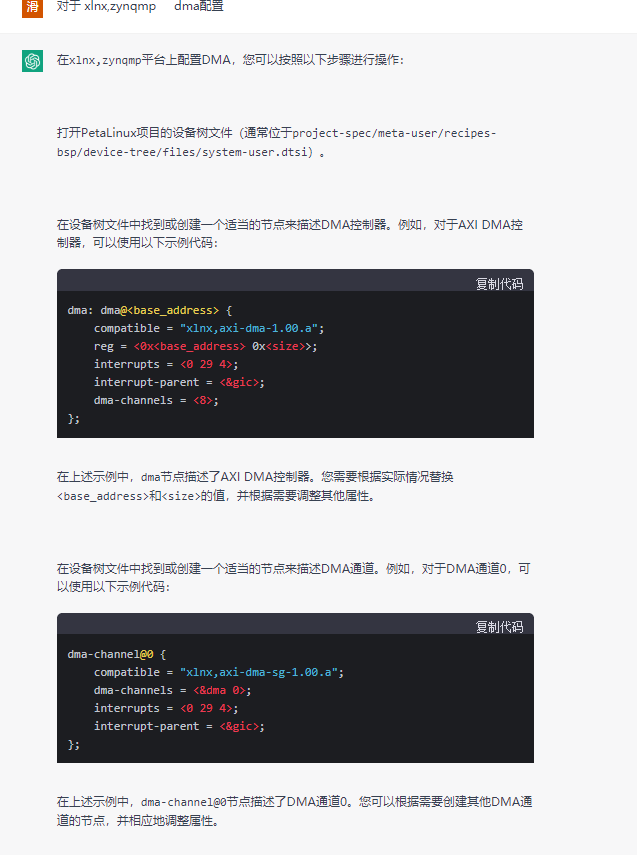 滑
对于 xlnx,zynqmp dma配置
在xlnx,zynqmp平台上配置DMA，您可以按照以下步骤进行操作：
打开PetaLinux项目的设备树文件（通常位于project-spec/meta-user/recipes-
bsp/device-tree/files/system-user.dtsi）。
在设备树文件中找到或创建一个适当的节点来描述DMA控制器。例如，对于AXI DMA控
制器，可以使用以下示例代码：
复制代码
dma: dma@<base_address> {
    compatible = "xlnx,axi-dma-1.00.a";
    reg = <0x<base_address> 0x<size>>;
    interrupts = <0 29 4>;
    interrupt-parent = <&gic>;
    dma-channels = <8>;
};
在上述示例中，dma节点描述了AXI DMA控制器。您需要根据实际情况替换
<base_address>和<size>的值，并根据需要调整其他属性。
在设备树文件中找到或创建一个适当的节点来描述DMA通道。例如，对于DMA通道0，可
以使用以下示例代码：
复制代码
dma-channel@0 {
    compatible = "xlnx,axi-dma-sg-1.00.a";
    dma-channels = <&dma 0>;
    interrupts = <0 29 4>;
    interrupt-parent = <&gic>;
};
在上述示例中，dma-channel@0节点描述了DMA通道0。您可以根据需要创建其他DMA通
道的节点，并相应地调整属性。